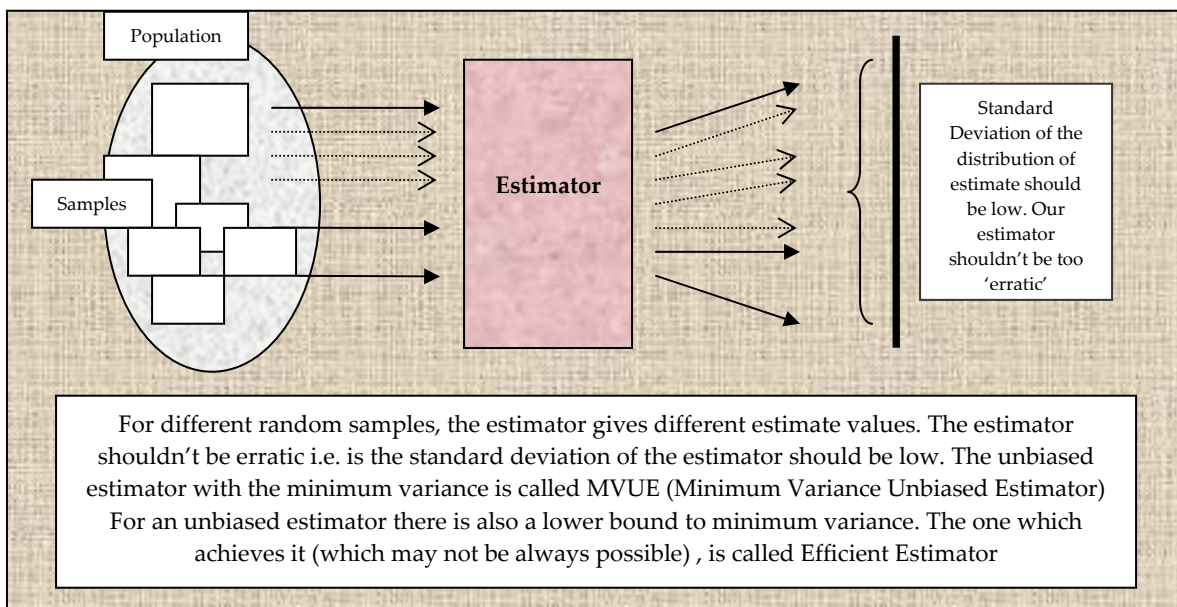 Population
Samples
Estimator
Standard
Deviation of the
distribution of
estimate should
be low. Our
estimator
shouldn’t be too
‘erratic’
For different random samples, the estimator gives different estimate values. The estimator
shouldn’t be erratic i.e. is the standard deviation of the estimator should be low. The unbiased
estimator with the minimum variance is called MVUE (Minimum Variance Unbiased Estimator)
For an unbiased estimator there is also a lower bound to minimum variance. The one which
achieves it (which may not be always possible) , is called Efficient Estimator